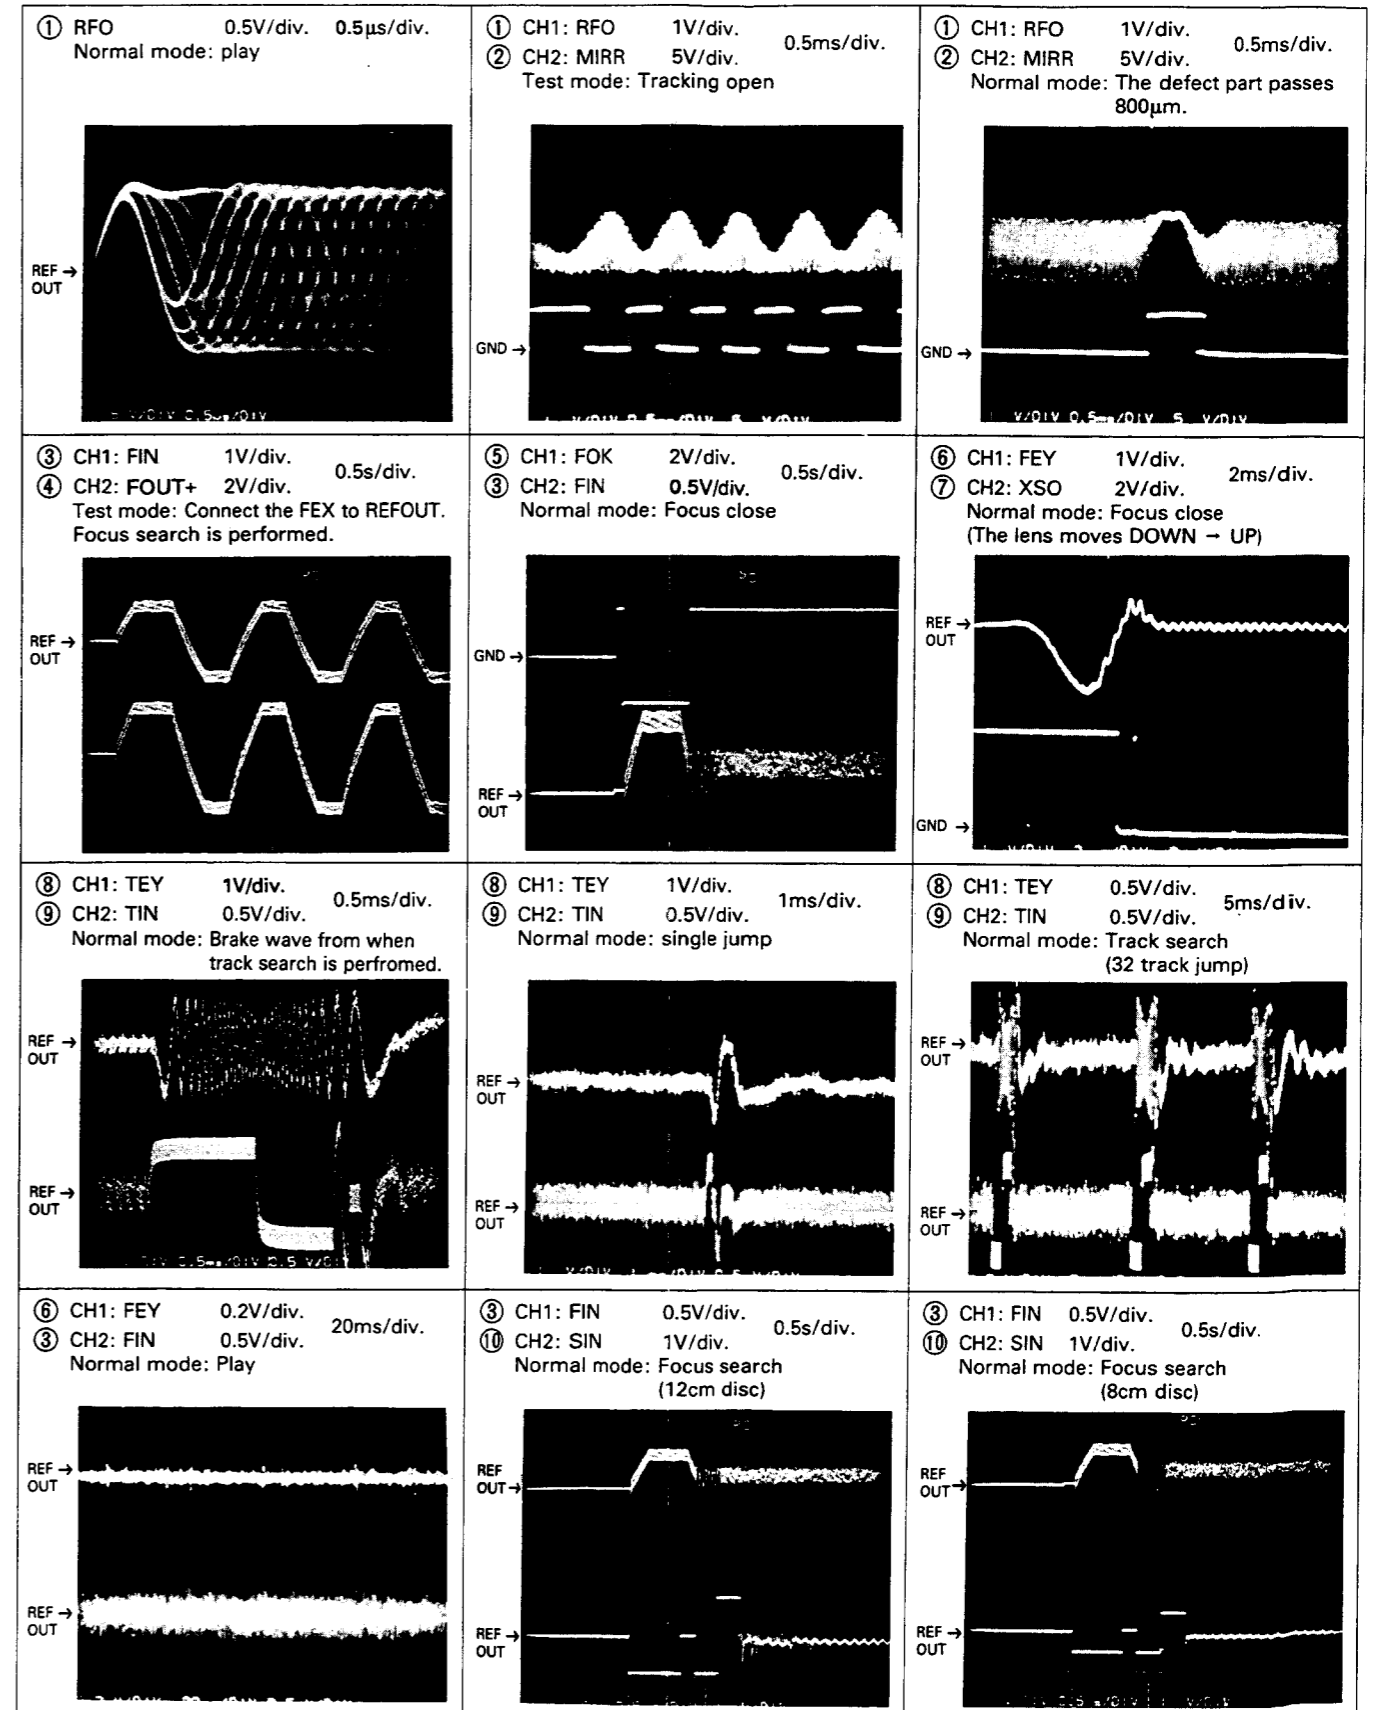 ① RFO 0.5V/div. 0.5µs/div.
Normal mode: play
REF →
OUT
① CH1: RFO 1V/div.
0.5ms/div.
② CH2: MIRR 5V/div.
Test mode: Tracking open
GND →
① CH1: RFO 1V/div.
0.5ms/div.
② CH2: MIRR 5V/div.
Normal mode: The defect part passes
800µm.
GND →
③ CH1: FIN 1V/div.
0.5s/div.
④ CH2: FOUT+ 2V/div.
Test mode: Connect the FEX to REFOUT.
Focus search is performed.
REF →
OUT
⑤ CH1: FOK 2V/div.
0.5s/div.
③ CH2: FIN 0.5V/div.
Normal mode: Focus close
GND →
REF →
OUT
⑥ CH1: FEY 1V/div.
2ms/div.
⑦ CH2: XSO 2V/div.
Normal mode: Focus close
(The lens moves DOWN → UP)
REF →
OUT
GND →
⑧ CH1: TEY 1V/div.
0.5ms/div.
⑨ CH2: TIN 0.5V/div.
Normal mode: Brake wave from when
track search is perfromed.
REF →
OUT
REF →
OUT
⑧ CH1: TEY 1V/div.
1ms/div.
⑨ CH2: TIN 0.5V/div.
Normal mode: single jump
REF →
OUT
REF →
OUT
⑧ CH1: TEY 0.5V/div.
5ms/div.
⑨ CH2: TIN 0.5V/div.
Normal mode: Track search
(32 track jump)
REF →
OUT
REF →
OUT
⑥ CH1: FEY 0.2V/div.
20ms/div.
③ CH2: FIN 0.5V/div.
Normal mode: Play
REF →
OUT
REF →
OUT
③ CH1: FIN 0.5V/div.
0.5s/div.
⑩ CH2: SIN 1V/div.
Normal mode: Focus search
(12cm disc)
REF
OUT →
REF →
OUT
③ CH1: FIN 0.5V/div.
0.5s/div.
⑩ CH2: SIN 1V/div.
Normal mode: Focus search
(8cm disc)
REF
OUT →
REF →
OUT